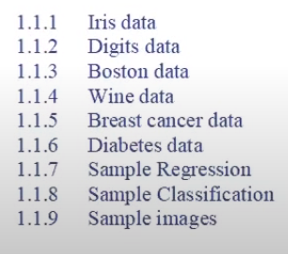 1.1.1 Iris data
1.1.2 Digits data
1.1.3 Boston data
1.1.4 Wine data
1.1.5 Breast cancer data
1.1.6 Diabetes data
1.1.7 Sample Regression
1.1.8 Sample Classification
1.1.9 Sample images